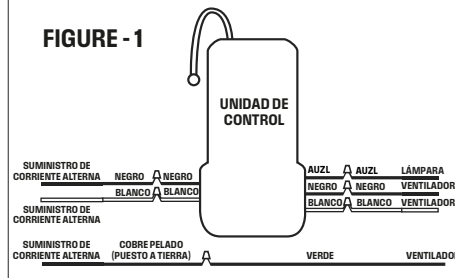 FIGURE - 1
UNIDAD DE
CONTROL
SUMINISTRO DE
CORRIENTE ALTERNA
NEGRO NEGRO
BLANCO BLANCO
SUMINISTRO DE
CORRIENTE ALTERNA
AUZL AUZL LÁMPARA
NEGRO NEGRO VENTILADOR
BLANCO BLANCO VENTILADOR
SUMINISTRO DE
CORRIENTE ALTERNA
COBRE PELADO
(PUESTO A TIERRA)
VERDE
VENTILADOR